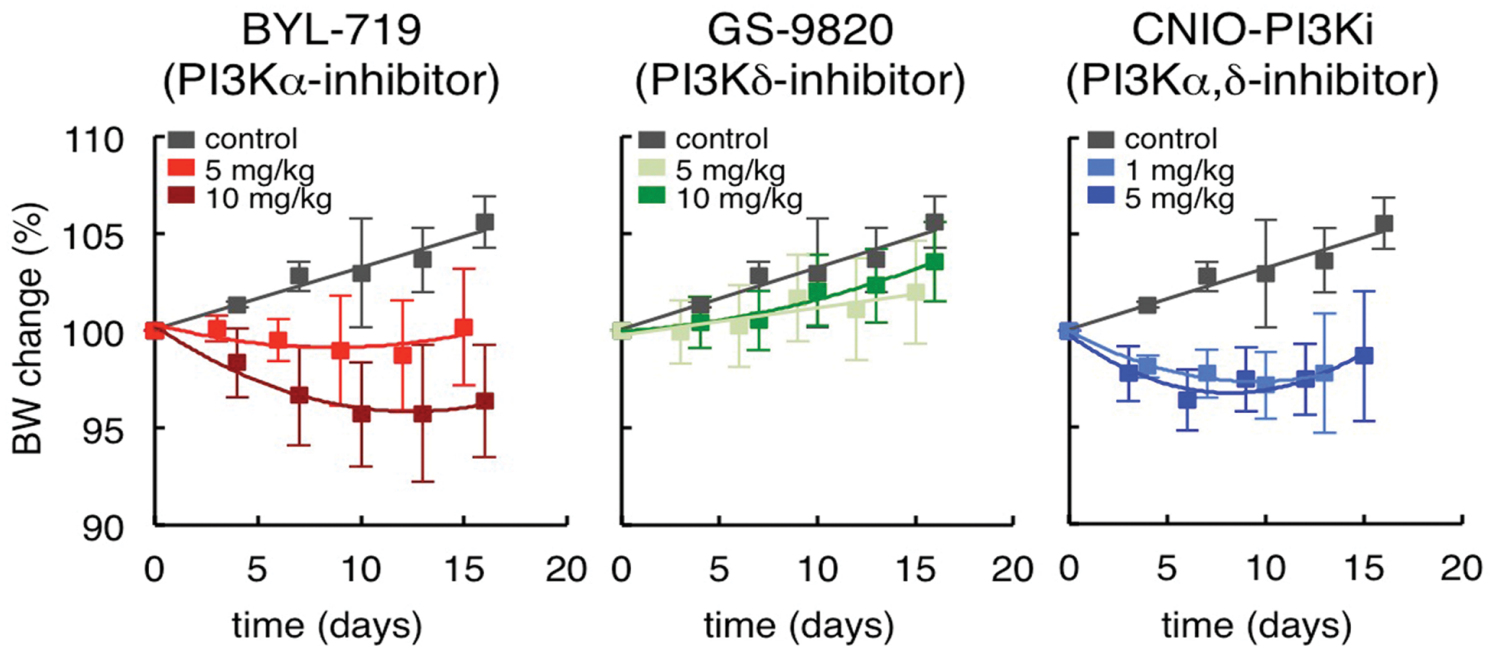 BYL-719
(PI3Kα-inhibitor)
GS-9820
(PI3Kδ-inhibitor)
CNIO-PI3Ki
(PI3Kα,δ-inhibitor)
BW change (%)
110
105
100
95
90
control
5 mg/kg
10 mg/kg
0 5 10 15 20
time (days)
control
5 mg/kg
10 mg/kg
0 5 10 15 20
time (days)
control
1 mg/kg
5 mg/kg
0 5 10 15 20
time (days)